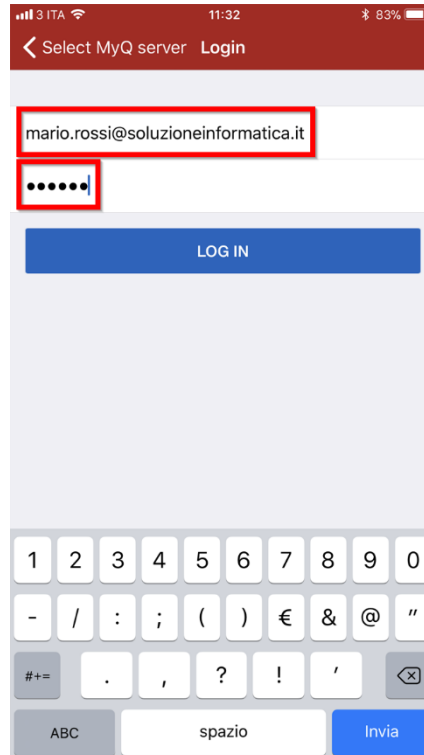 3 ITA 11:32 83%
Select MyQ server Login
mario.rossi@soluzioneinformatica.it
●●●●●●
LOG IN
1 2 3 4 5 6 7 8 9 0
- / : ; ( ) € & @ "
#+= . , ? ! '
ABC spazio Invia